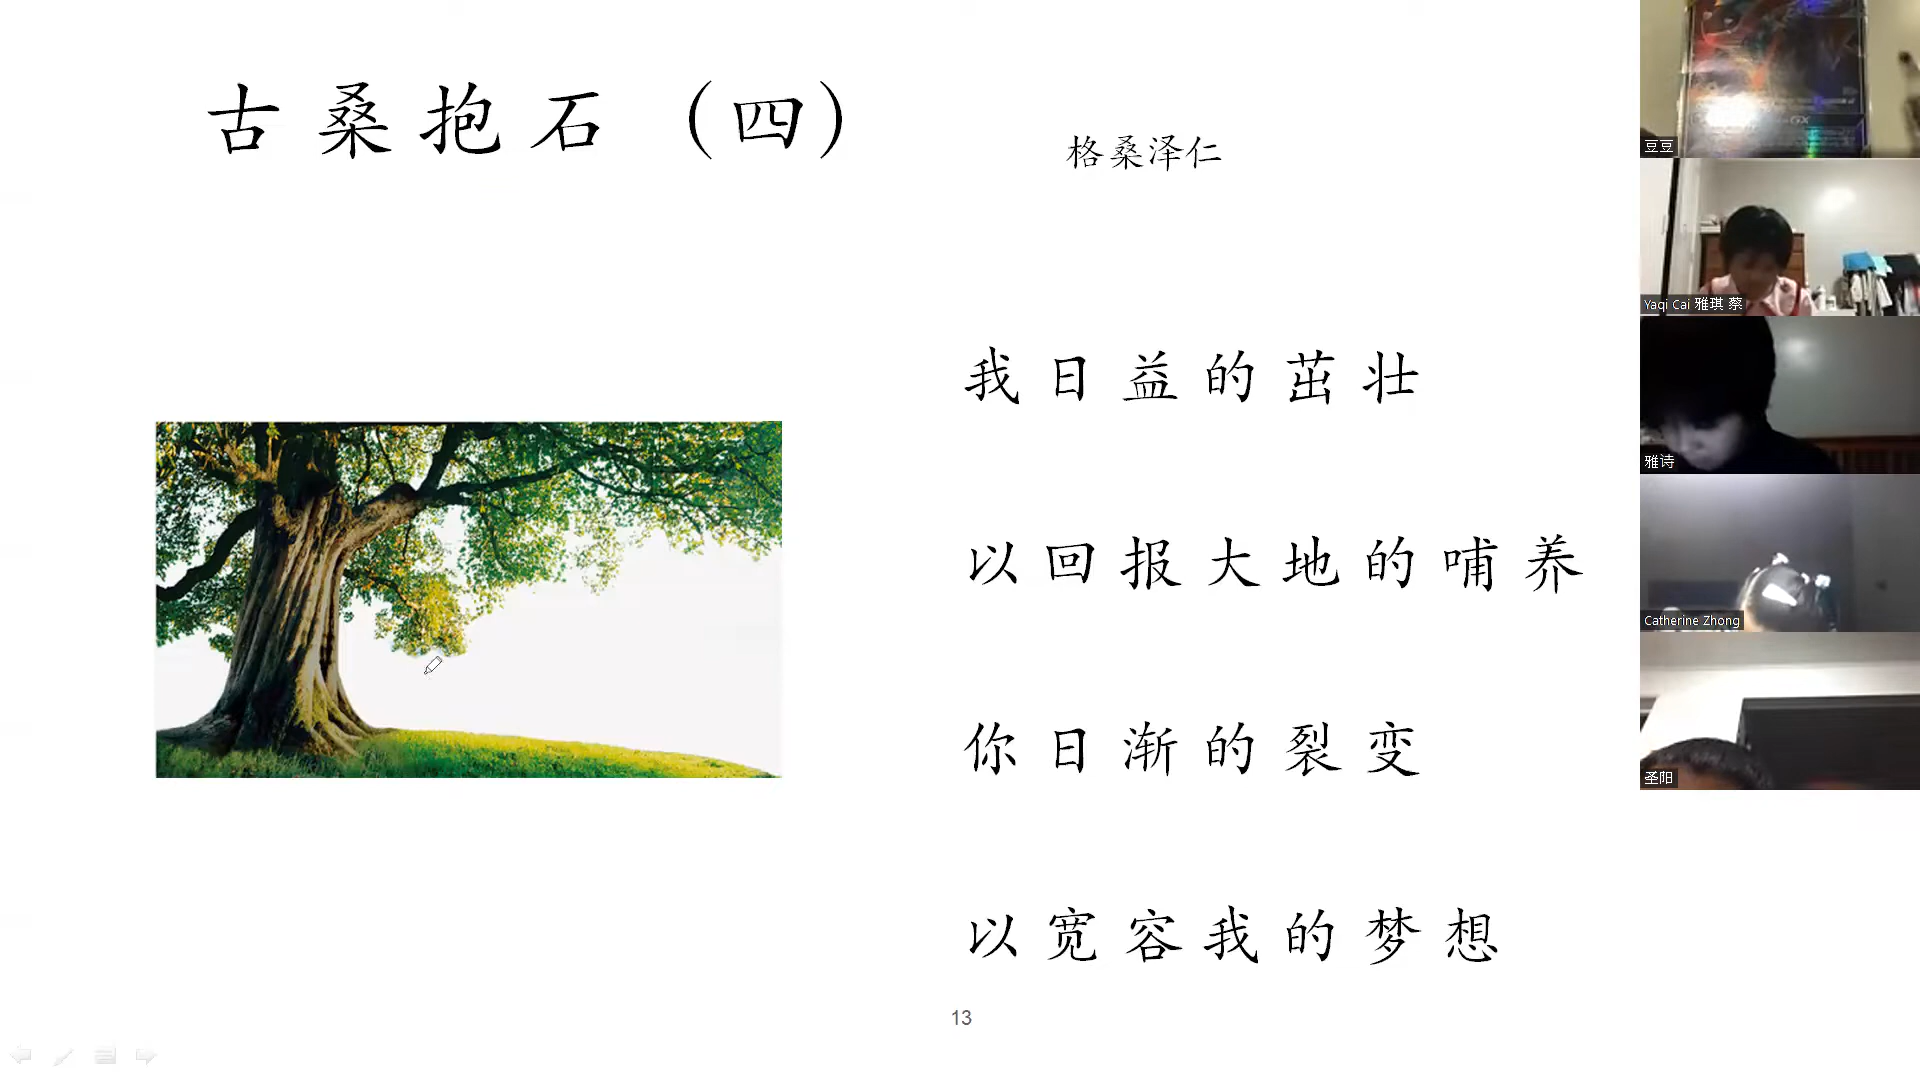 古桑抱石（四）
格桑泽仁
我日益的茁壮
以回报大地的哺养
你日渐的裂变
以宽容我的梦想
13
豆豆
Yaqi Cai 雅琪 蔡
雅诗
Catherine Zhong
圣阳